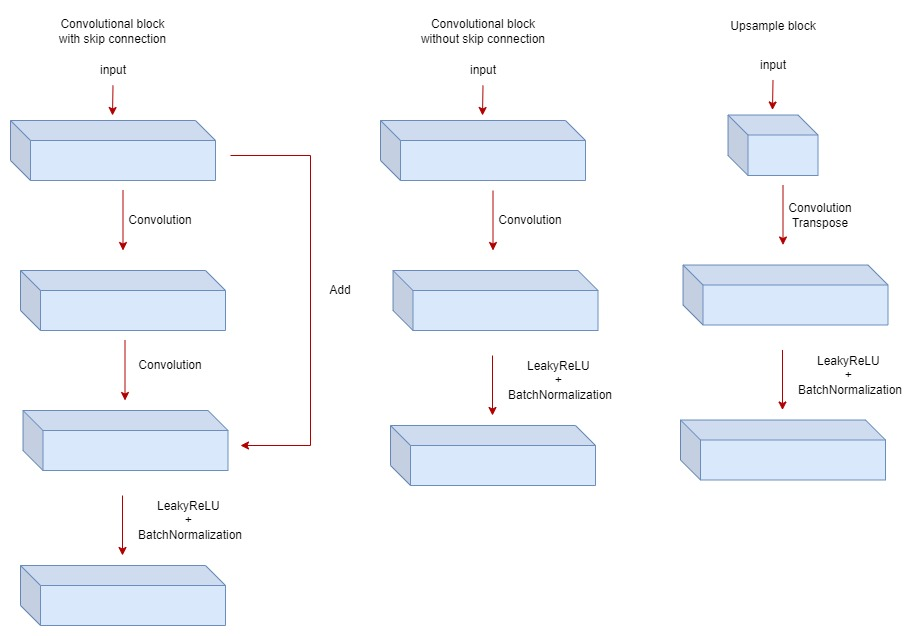 Convolutional block
with skip connection
input
Convolution
Add
Convolution
LeakyReLU
+
BatchNormalization
Convolutional block
without skip connection
input
Convolution
LeakyReLU
+
BatchNormalization
Upsample block
input
Convolution
Transpose
LeakyReLU
+
BatchNormalization